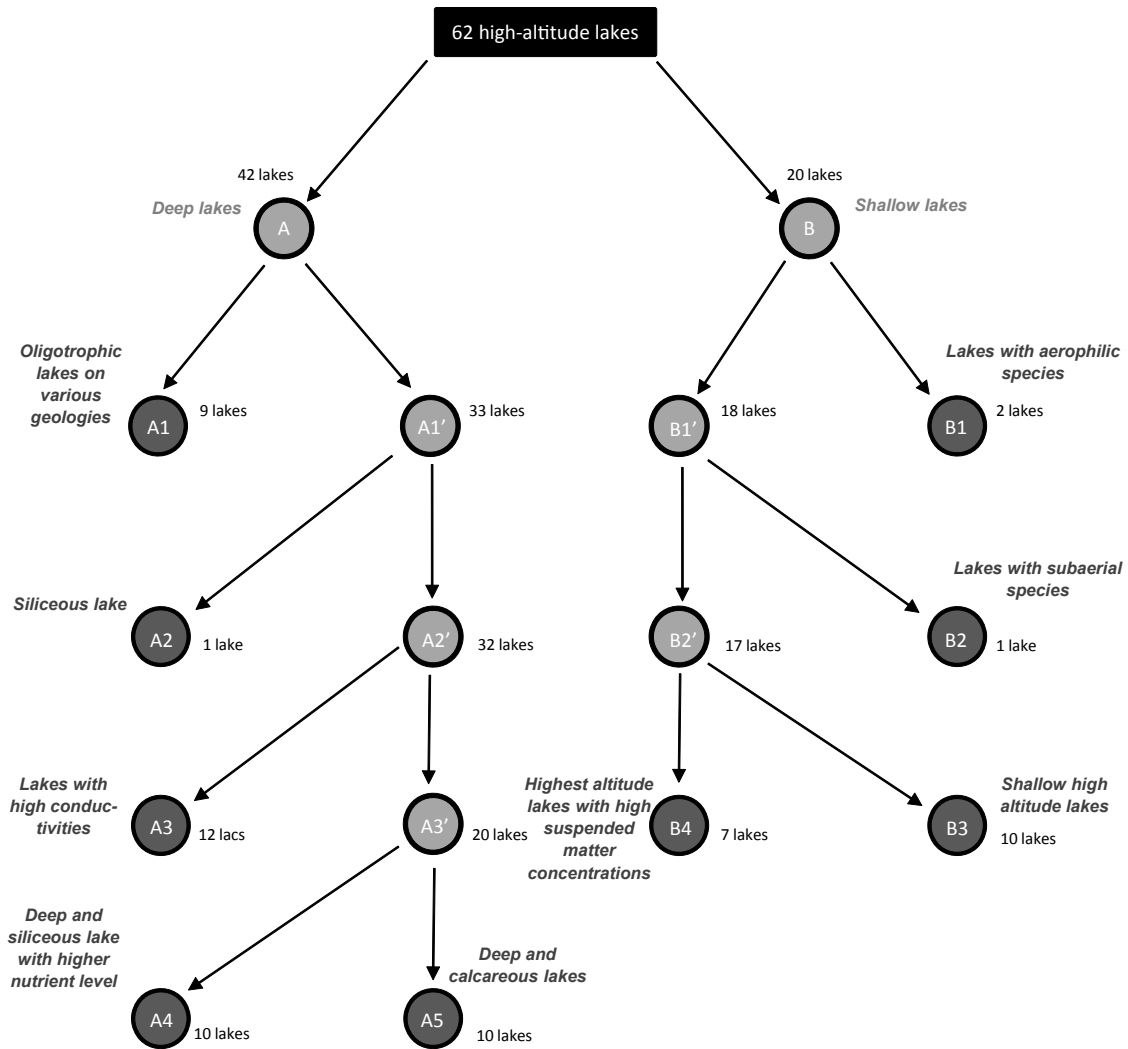 62 high-altitude lakes
42 lakes
Deep lakes
A
20 lakes
Shallow lakes
B
Oligotrophic
lakes on
various
geologies
A1
9 lakes
A1’
33 lakes
B1’
18 lakes
Lakes with aerophilic
species
B1
2 lakes
Siliceous lake
A2
1 lake
A2’
32 lakes
B2’
17 lakes
Lakes with subaerial
species
B2
1 lake
Lakes with
high conduc-
tivities
A3
12 lacs
A3’
20 lakes
Highest altitude
lakes with high
suspended
matter
concentrations
B4
7 lakes
Shallow high
altitude lakes
B3
10 lakes
Deep and
siliceous lake
with higher
nutrient level
A4
10 lakes
Deep and
calcareous lakes
A5
10 lakes